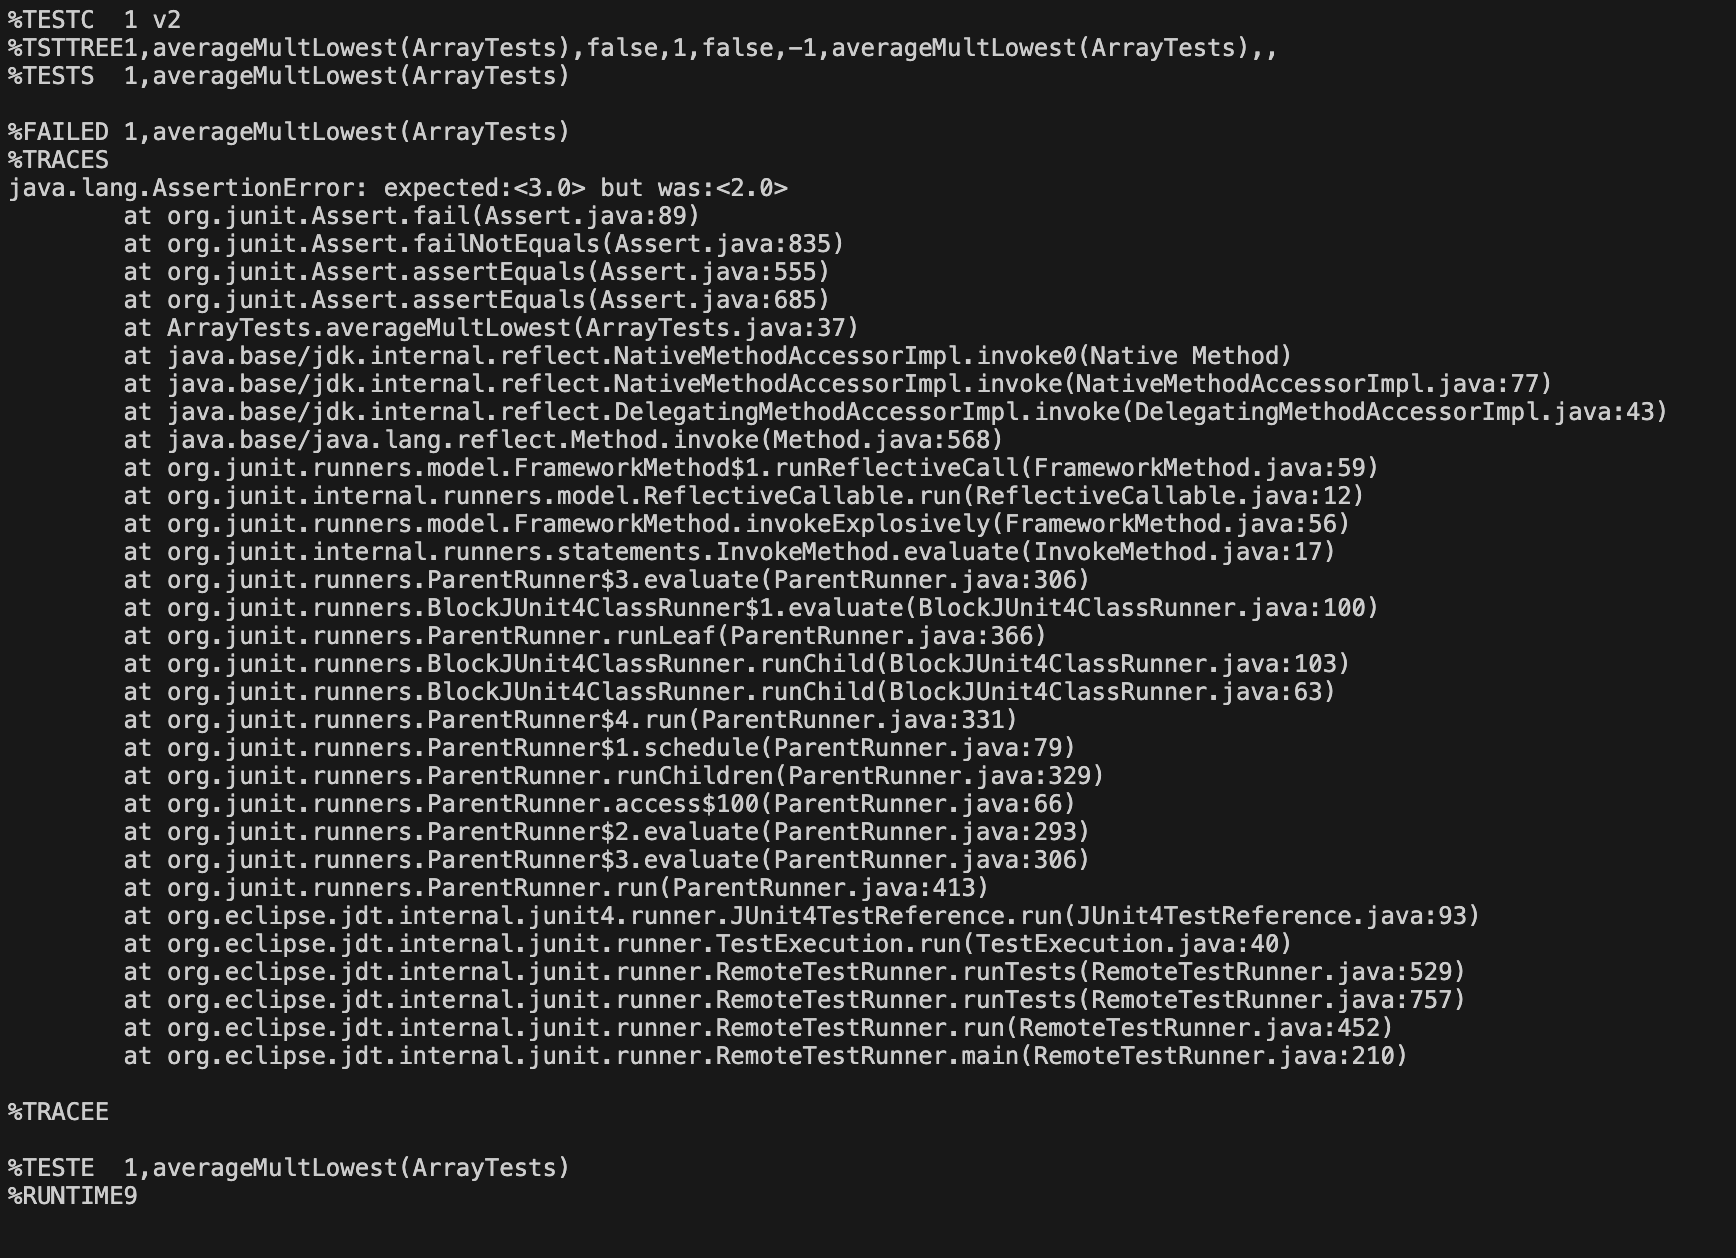 %TESTC  1 v2
%TSTTREE1,averageMultLowest(ArrayTests),false,1,false,-1,averageMultLowest(ArrayTests),,
%TESTS  1,averageMultLowest(ArrayTests)
%FAILED 1,averageMultLowest(ArrayTests)
%TRACES
java.lang.AssertionError: expected:<3.0> but was:<2.0>
        at org.junit.Assert.fail(Assert.java:89)
        at org.junit.Assert.failNotEquals(Assert.java:835)
        at org.junit.Assert.assertEquals(Assert.java:555)
        at org.junit.Assert.assertEquals(Assert.java:685)
        at ArrayTests.averageMultLowest(ArrayTests.java:37)
        at java.base/jdk.internal.reflect.NativeMethodAccessorImpl.invoke0(Native Method)
        at java.base/jdk.internal.reflect.NativeMethodAccessorImpl.invoke(NativeMethodAccessorImpl.java:77)
        at java.base/jdk.internal.reflect.DelegatingMethodAccessorImpl.invoke(DelegatingMethodAccessorImpl.java:43)
        at java.base/java.lang.reflect.Method.invoke(Method.java:568)
        at org.junit.runners.model.FrameworkMethod$1.runReflectiveCall(FrameworkMethod.java:59)
        at org.junit.internal.runners.model.ReflectiveCallable.run(ReflectiveCallable.java:12)
        at org.junit.runners.model.FrameworkMethod.invokeExplosively(FrameworkMethod.java:56)
        at org.junit.internal.runners.statements.InvokeMethod.evaluate(InvokeMethod.java:17)
        at org.junit.runners.ParentRunner$3.evaluate(ParentRunner.java:306)
        at org.junit.runners.BlockJUnit4ClassRunner$1.evaluate(BlockJUnit4ClassRunner.java:100)
        at org.junit.runners.ParentRunner.runLeaf(ParentRunner.java:366)
        at org.junit.runners.BlockJUnit4ClassRunner.runChild(BlockJUnit4ClassRunner.java:103)
        at org.junit.runners.BlockJUnit4ClassRunner.runChild(BlockJUnit4ClassRunner.java:63)
        at org.junit.runners.ParentRunner$4.run(ParentRunner.java:331)
        at org.junit.runners.ParentRunner$1.schedule(ParentRunner.java:79)
        at org.junit.runners.ParentRunner.runChildren(ParentRunner.java:329)
        at org.junit.runners.ParentRunner.access$100(ParentRunner.java:66)
        at org.junit.runners.ParentRunner$2.evaluate(ParentRunner.java:293)
        at org.junit.runners.ParentRunner$3.evaluate(ParentRunner.java:306)
        at org.junit.runners.ParentRunner.run(ParentRunner.java:413)
        at org.eclipse.jdt.internal.junit4.runner.JUnit4TestReference.run(JUnit4TestReference.java:93)
        at org.eclipse.jdt.internal.junit.runner.TestExecution.run(TestExecution.java:40)
        at org.eclipse.jdt.internal.junit.runner.RemoteTestRunner.runTests(RemoteTestRunner.java:529)
        at org.eclipse.jdt.internal.junit.runner.RemoteTestRunner.runTests(RemoteTestRunner.java:757)
        at org.eclipse.jdt.internal.junit.runner.RemoteTestRunner.run(RemoteTestRunner.java:452)
        at org.eclipse.jdt.internal.junit.runner.RemoteTestRunner.main(RemoteTestRunner.java:210)
%TRACEE
%TESTE  1,averageMultLowest(ArrayTests)
%RUNTIME9